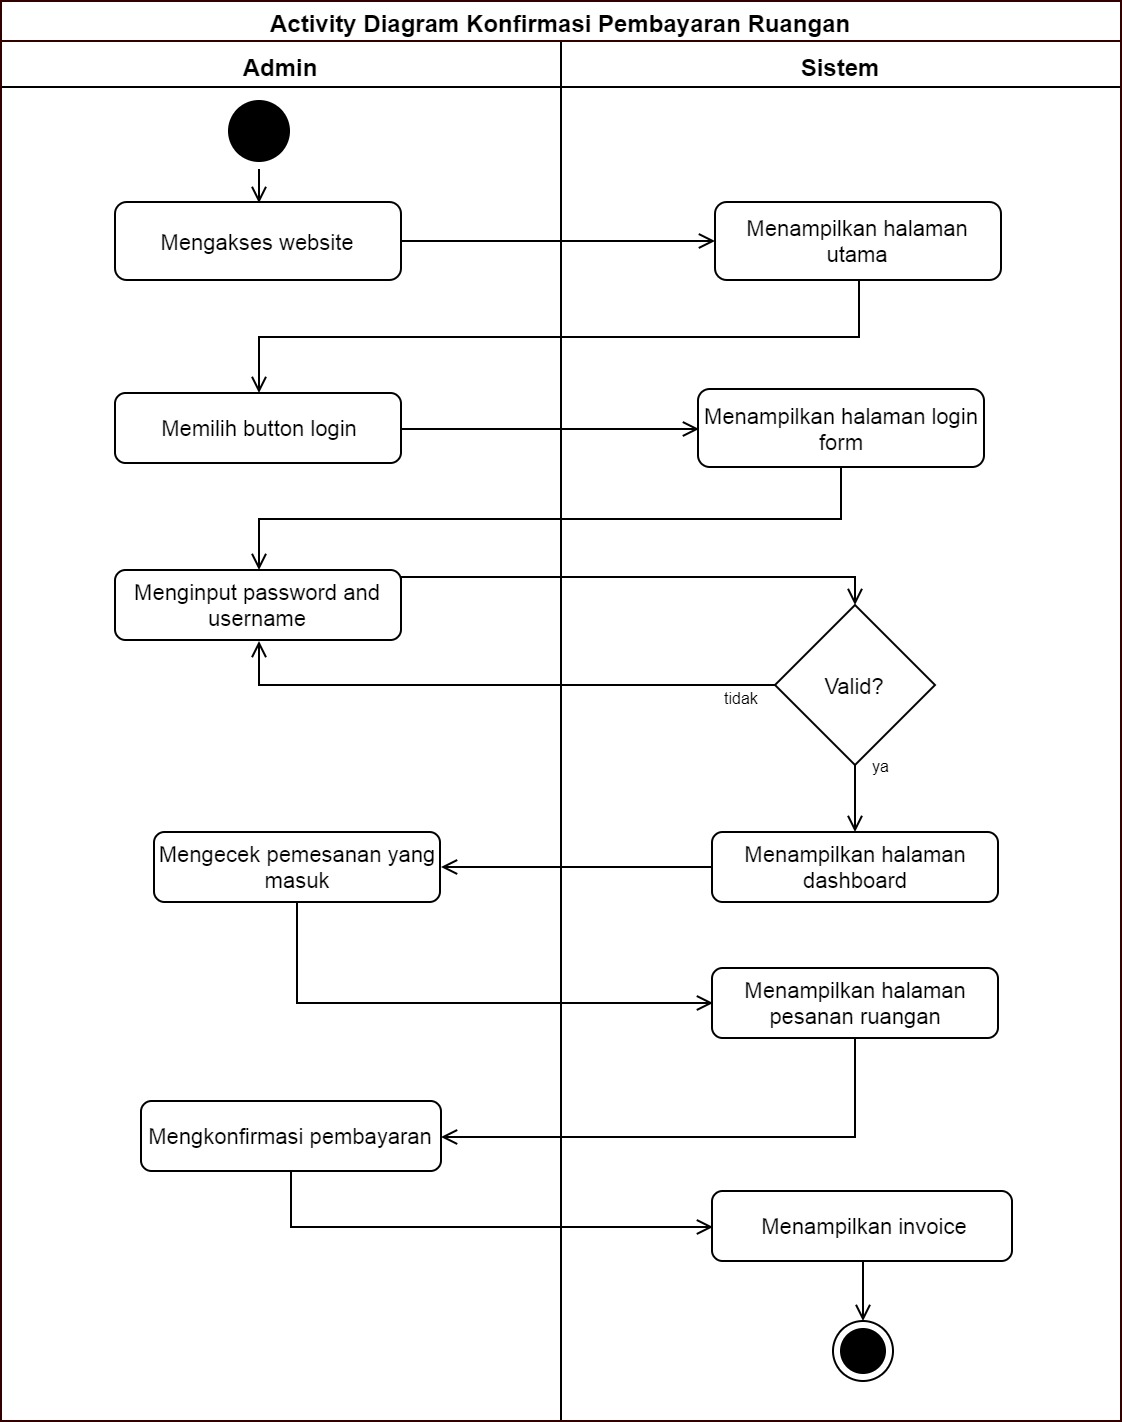 Activity Diagram Konfirmasi Pembayaran Ruangan
Admin
Sistem
Mengakses website
Menampilkan halaman
utama
Memilih button login
Menampilkan halaman login
form
Menginput password and
username
Valid?
tidak
ya
Mengecek pemesanan yang
masuk
Menampilkan halaman
dashboard
Menampilkan halaman
pesanan ruangan
Mengkonfirmasi pembayaran
Menampilkan invoice